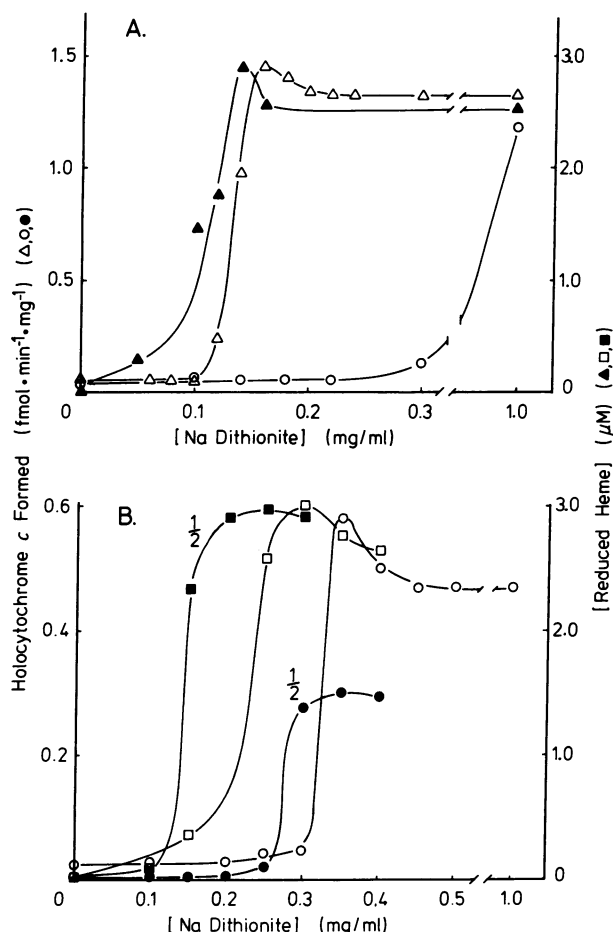 A.
1.5
1.0
0.5
0
3.0
2.0
1.0
0
0 0.1 0.2 0.3 1.0
[Na Dithionite] (mg/ml)
Holocytochrome c Formed (fmol•min⁻¹•mg⁻¹) (△,○,●)
[Reduced Heme] (μM) (▲,□,■)
B.
0.6
0.4
0.2
3.0
2.0
1.0
0
1/2
1/2
0. 0.1 0.2 0.3 0,4 0.5 1.0
[Na Dithionite] (mg/ml)